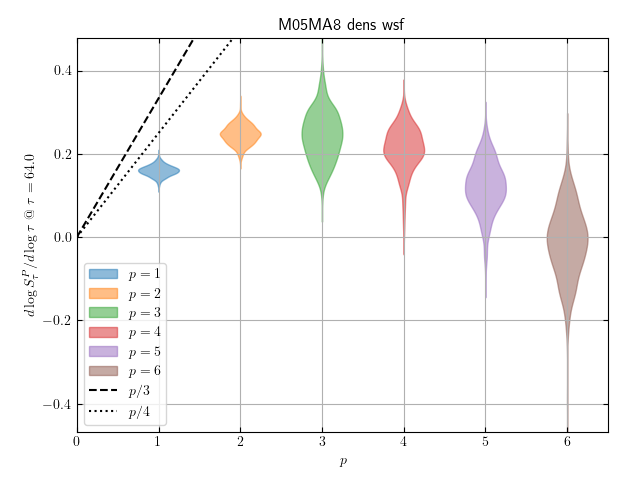 M05MA8 dens wsf
d log S_τ^P / d log τ @ τ = 64.0
0.4
0.2
0.0
−0.2
−0.4
p = 1
p = 2
p = 3
p = 4
p = 5
p = 6
p/3
p/4
0 1 2 3 4 5 6
p